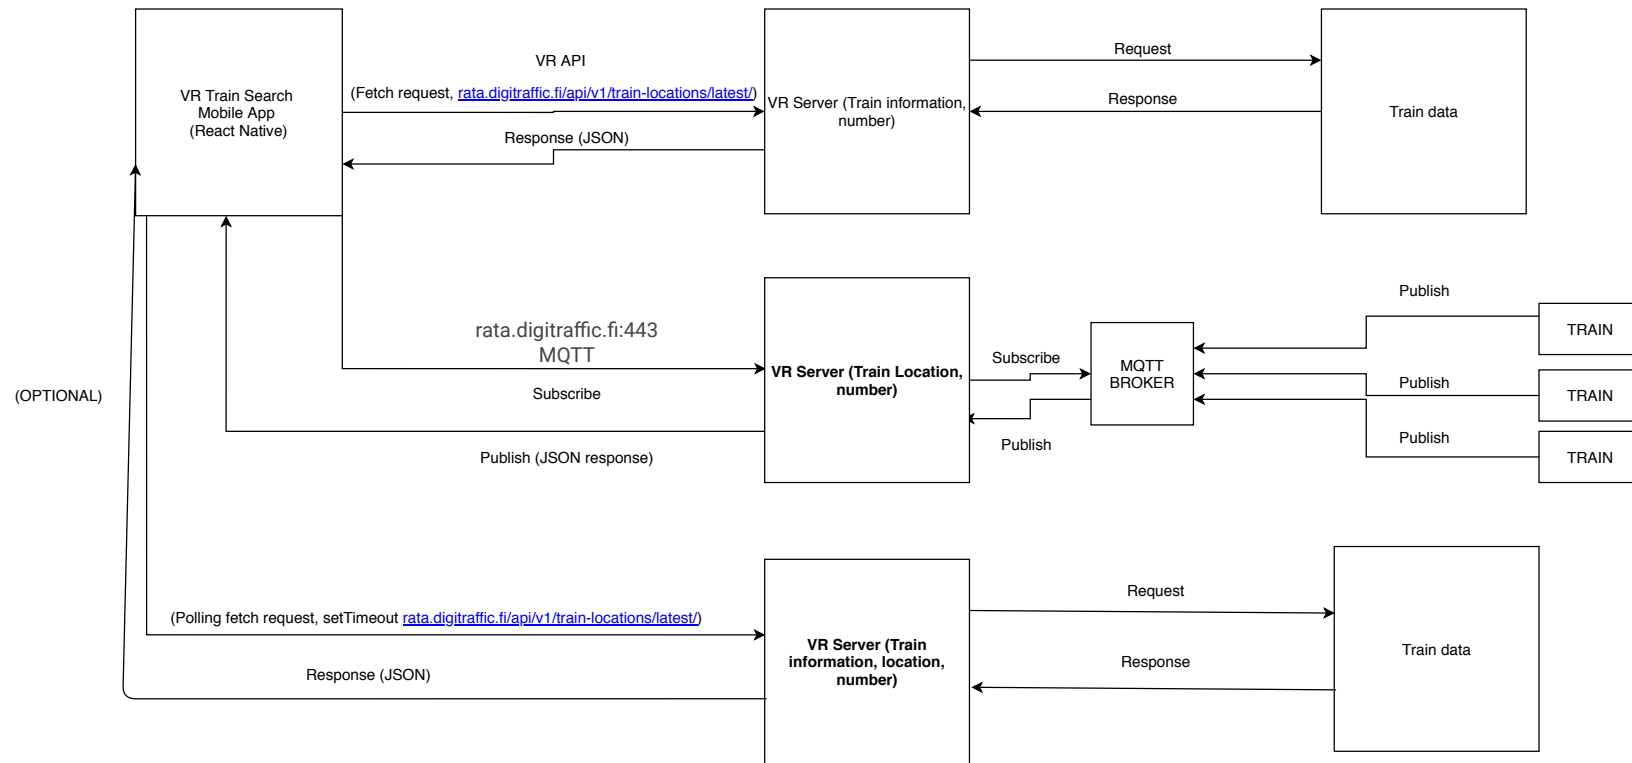 VR Train Search
Mobile App
(React Native)
VR API
(Fetch request, rata.digitraffic.fi/api/v1/train-locations/latest/)
Response (JSON)
VR Server (Train information,
number)
Request
Response
Train data
(OPTIONAL)
rata.digitraffic.fi:443
MQTT
Subscribe
Publish (JSON response)
VR Server (Train Location,
number)
Subscribe
Publish
MQTT
BROKER
Publish
Publish
Publish
TRAIN
TRAIN
TRAIN
(Polling fetch request, setTimeout rata.digitraffic.fi/api/v1/train-locations/latest/)
Response (JSON)
VR Server (Train
information, location,
number)
Request
Response
Train data